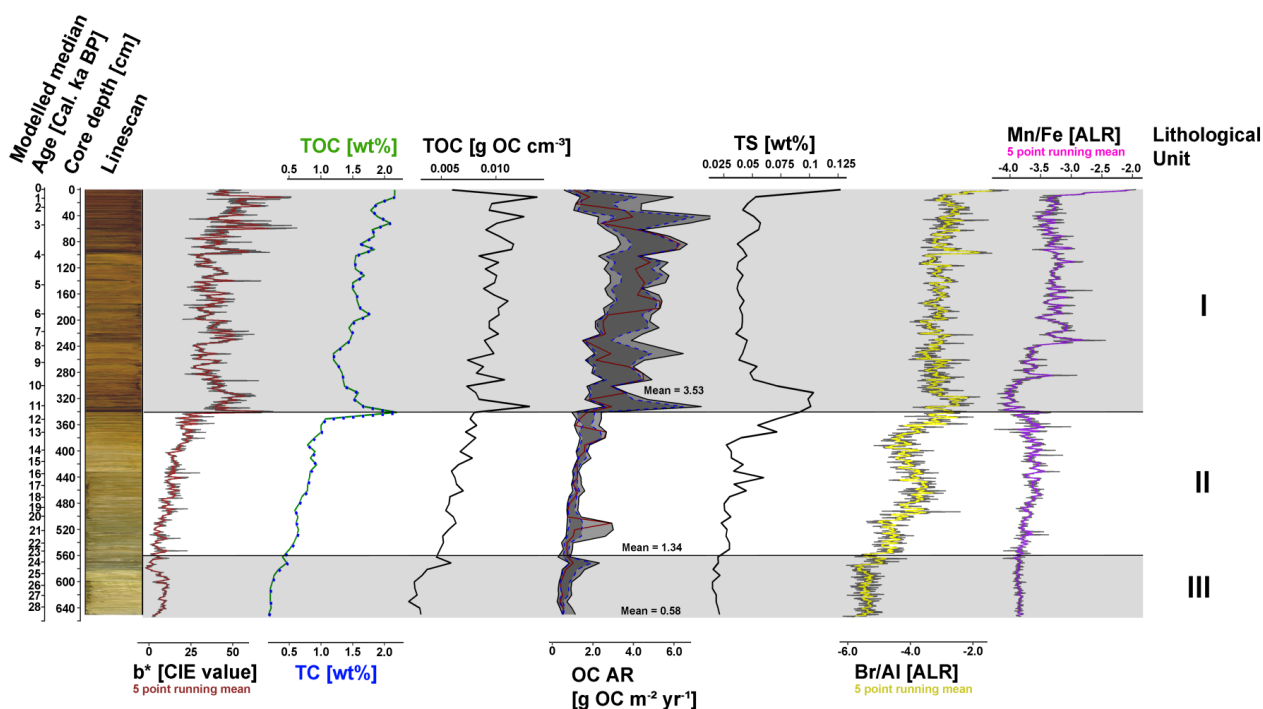 Modelled median
Age [Cal. ka BP]
Core depth [cm]
Linescan
TOC [wt%]
0.5 1.0 1.5 2.0
TOC [g OC cm⁻³]
0.005 0.010
TS [wt%]
0.025 0.05 0.075 0.1 0.125
Mn/Fe [ALR]
5 point running mean
-4.0 -3.5 -3.0 -2.5 -2.0
Lithological
Unit
0 0
1
2 40
3
80
4
120
5
160
6
200
7
8 240
9
280
10
320
11
12 360
13
14 400
15
16 440
17
18 480
19
20
21 520
22
23 560
24
25
26 600
27
28 640
Mean = 3.53
Mean = 1.34
Mean = 0.58
I
II
III
0 25 50
b* [CIE value]
5 point running mean
0.5 1.0 1.5 2.0
TC [wt%]
0 2.0 4.0 6.0
OC AR
[g OC m⁻² yr⁻¹]
-6.0 -4.0 -2.0
Br/Al [ALR]
5 point running mean